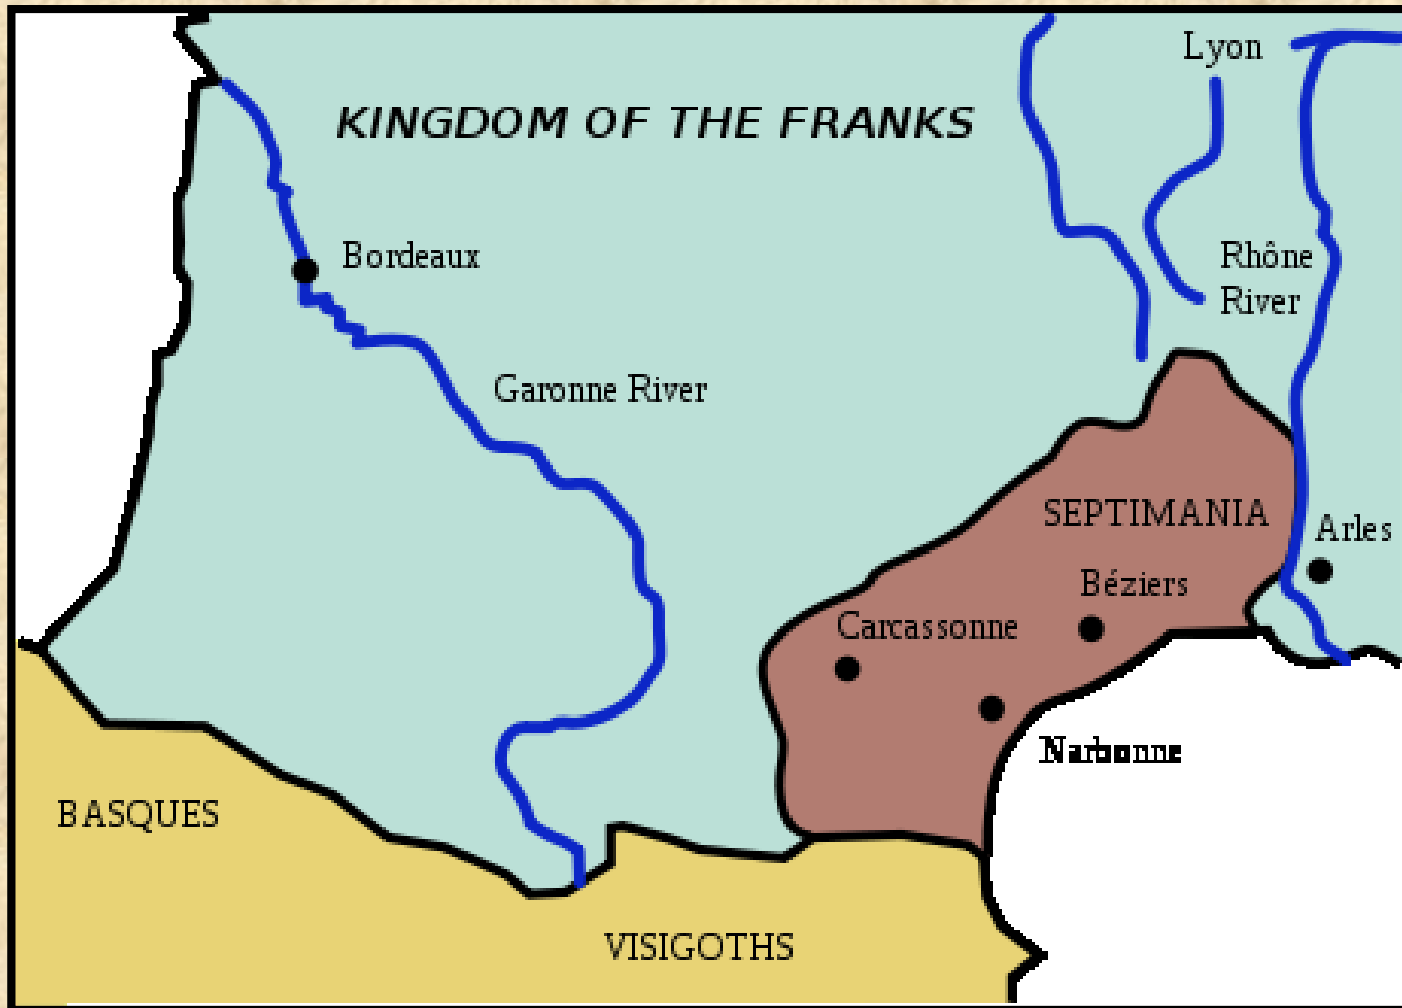 Lyon
KINGDOM OF THE FRANKS
Bordeaux
Rhône
River
Garonne River
SEPTIMANIA
Arles
Béziers
Carcassonne
Narbonne
BASQUES
VISIGOTHS